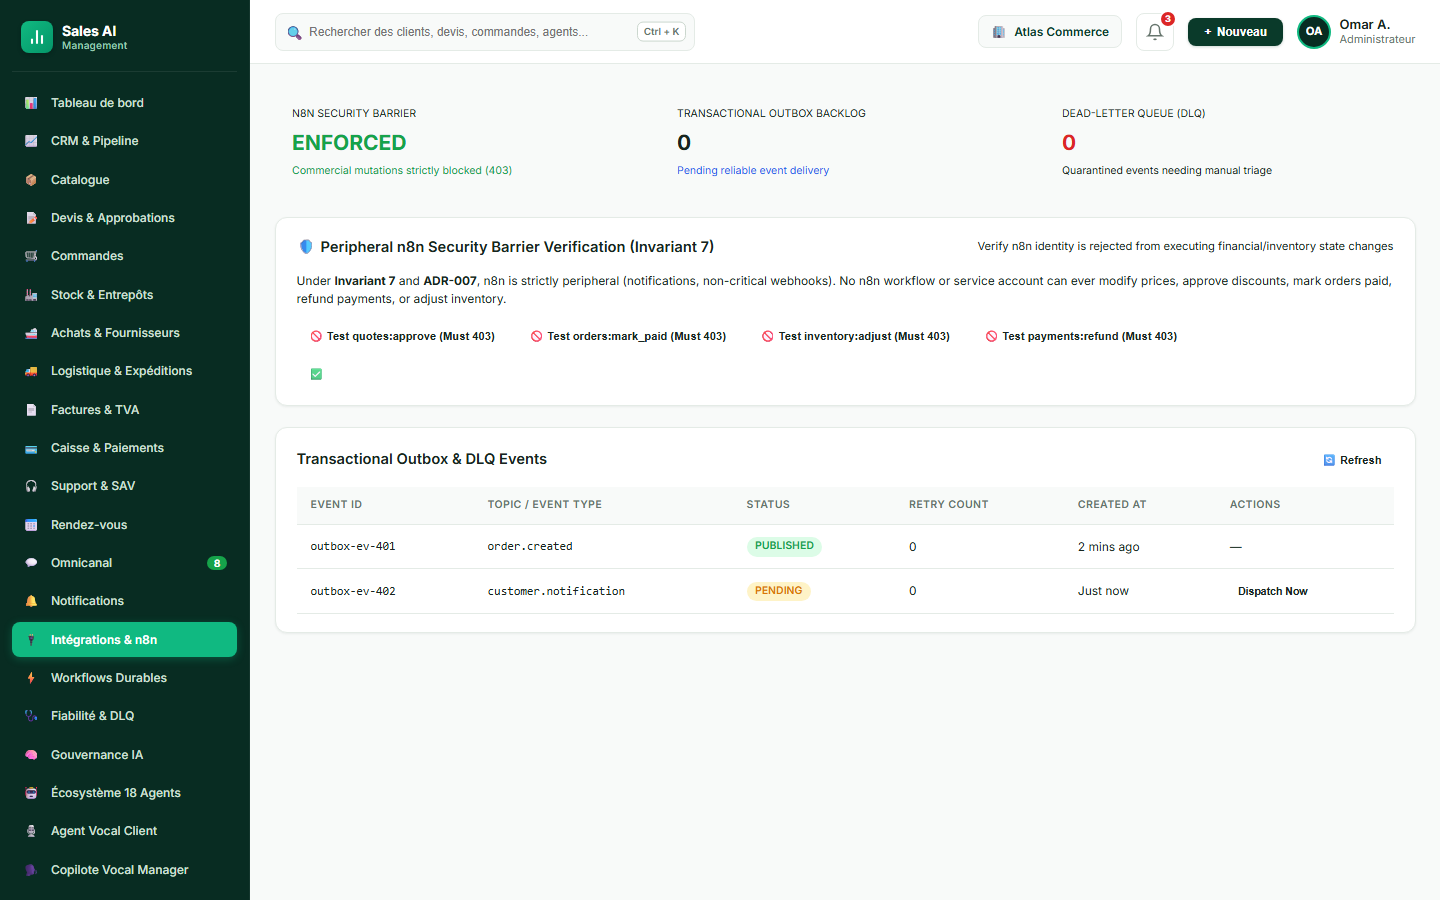 Sales AI
Management
Tableau de bord
CRM & Pipeline
Catalogue
Devis & Approbations
Commandes
Stock & Entrepôts
Achats & Fournisseurs
Logistique & Expéditions
Factures & TVA
Caisse & Paiements
Support & SAV
Rendez-vous
Omnicanal 8
Notifications
Intégrations & n8n
Workflows Durables
Fiabilité & DLQ
Gouvernance IA
Écosystème 18 Agents
Agent Vocal Client
Copilote Vocal Manager
Rechercher des clients, devis, commandes, agents... Ctrl + K
Atlas Commerce
3
+ Nouveau
OA
Omar A.
Administrateur
N8N SECURITY BARRIER
ENFORCED
Commercial mutations strictly blocked (403)
TRANSACTIONAL OUTBOX BACKLOG
0
Pending reliable event delivery
DEAD-LETTER QUEUE (DLQ)
0
Quarantined events needing manual triage
Peripheral n8n Security Barrier Verification (Invariant 7)
Verify n8n identity is rejected from executing financial/inventory state changes
Under Invariant 7 and ADR-007, n8n is strictly peripheral (notifications, non-critical webhooks). No n8n workflow or service account can ever modify prices, approve discounts, mark orders paid,
refund payments, or adjust inventory.
Test quotes:approve (Must 403) Test orders:mark_paid (Must 403) Test inventory:adjust (Must 403) Test payments:refund (Must 403)
Transactional Outbox & DLQ Events
Refresh
EVENT ID TOPIC / EVENT TYPE STATUS RETRY COUNT CREATED AT ACTIONS
outbox-ev-401 order.created PUBLISHED 0 2 mins ago —
outbox-ev-402 customer.notification PENDING 0 Just now Dispatch Now